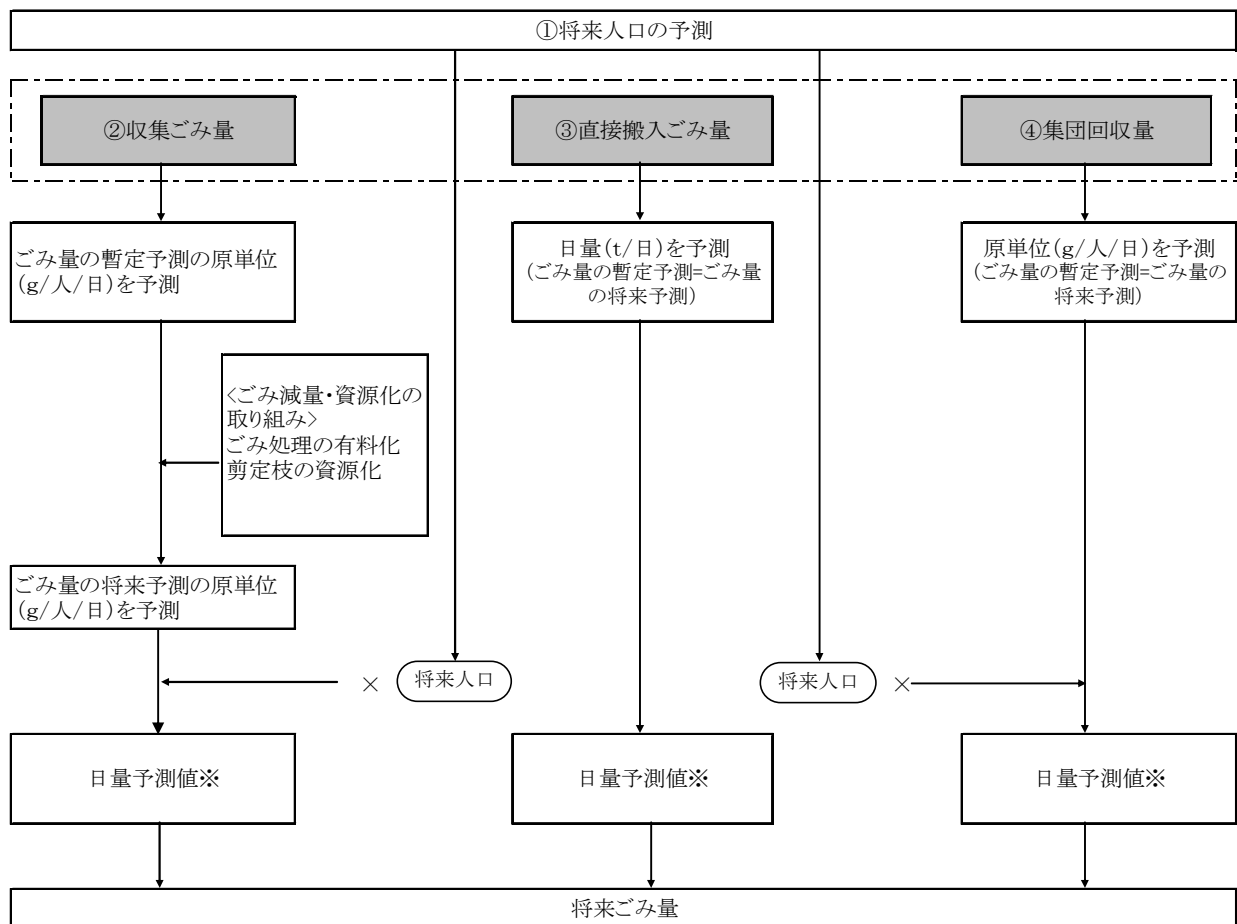 ①将来人口の予測
②収集ごみ量
③直接搬入ごみ量
④集団回収量
ごみ量の暫定予測の原単位
(g/人/日)を予測
日量(t/日)を予測
(ごみ量の暫定予測=ごみ量
の将来予測)
原単位(g/人/日)を予測
(ごみ量の暫定予測=ごみ量の
将来予測)
<ごみ減量・資源化の
取り組み>
ごみ処理の有料化
剪定枝の資源化
ごみ量の将来予測の原単位
(g/人/日)を予測
× 将来人口
将来人口 ×
日量予測値※
日量予測値※
日量予測値※
将来ごみ量